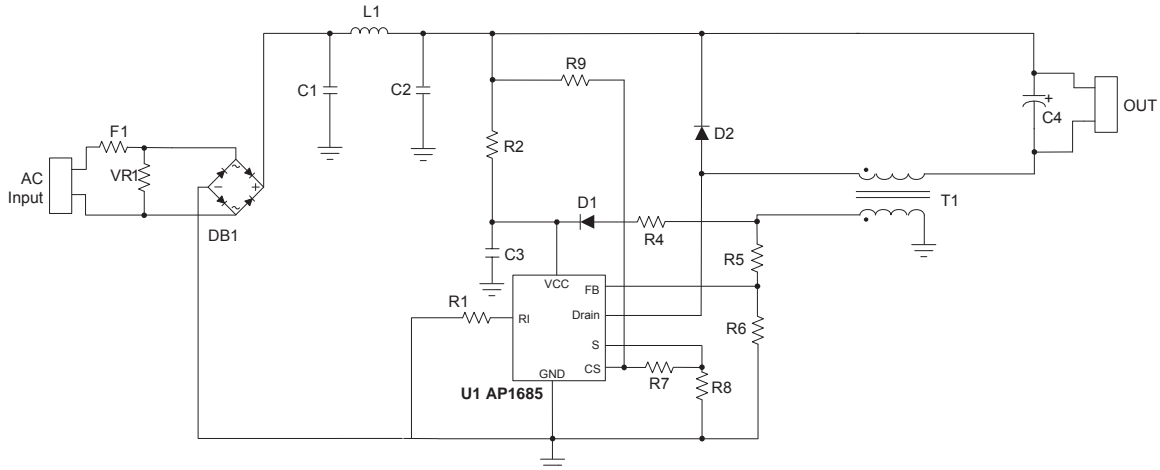 L1
R9
C1
C2
C4
+
OUT
F1
R2
D2
AC
Input
VR1
~
-
+
~
DB1
D1
R4
T1
C3
R5
VCC
FB
R1
RI
Drain
R6
S
GND
CS
R7
R8
U1 AP1685